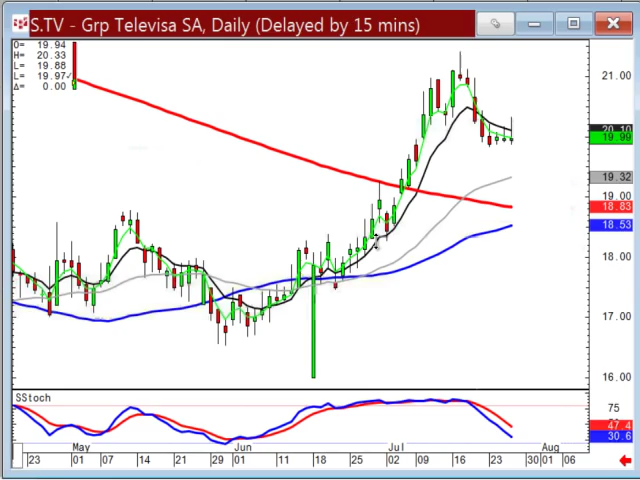 S.TV - Grp Televisa SA, Daily (Delayed by 15 mins)
O= 19.94
H= 20.33
L= 19.88
L= 19.97✓
Δ= 0.00
21.00
20.10
19.99
19.32
19.00
18.83
18.53
18.00
17.00
16.00
SStoch
75
47.4
30.6
May Jun Jul Aug
23 01 07 14 21 29 01 11 18 25 02 09 16 23 30 01 06